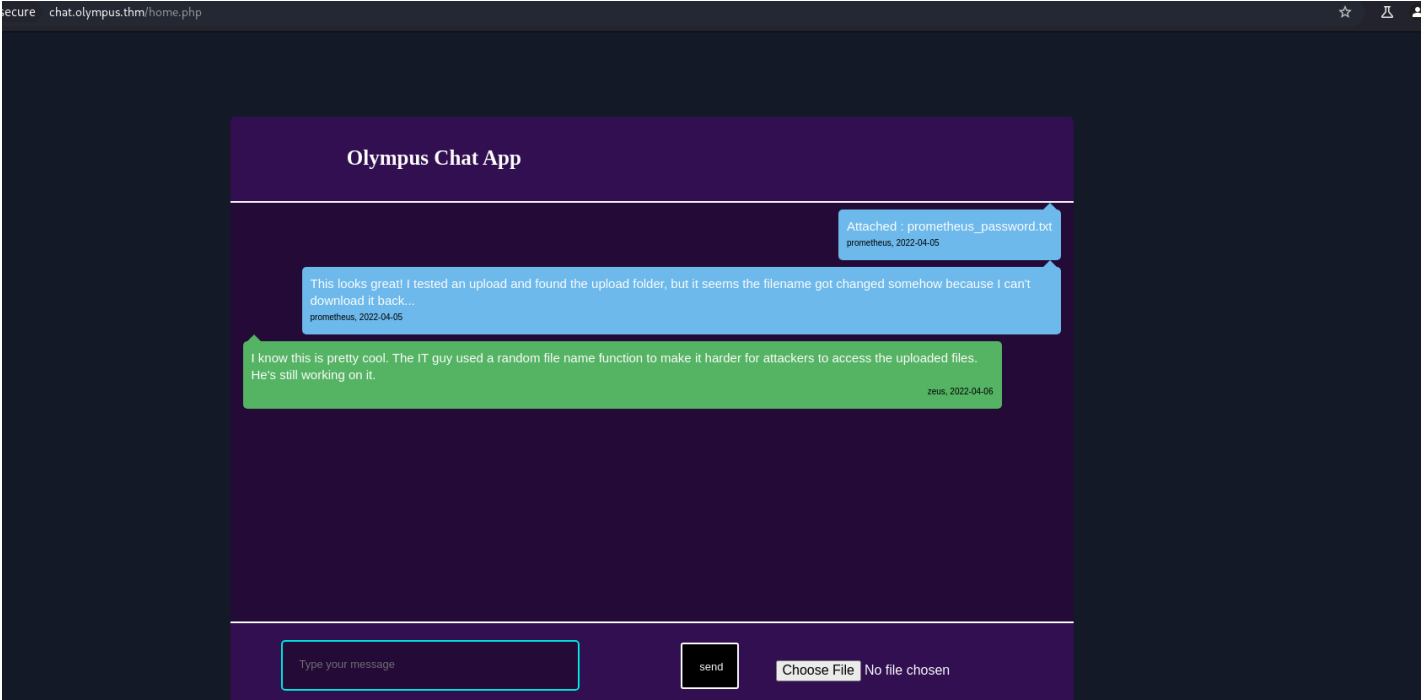 secure chat.olympus.thm/home.php
Olympus Chat App
Attached : prometheus_password.txt
prometheus, 2022-04-05
This looks great! I tested an upload and found the upload folder, but it seems the filename got changed somehow because I can't
download it back...
prometheus, 2022-04-05
I know this is pretty cool. The IT guy used a random file name function to make it harder for attackers to access the uploaded files.
He's still working on it.
zeus, 2022-04-06
Type your message
send
Choose File No file chosen